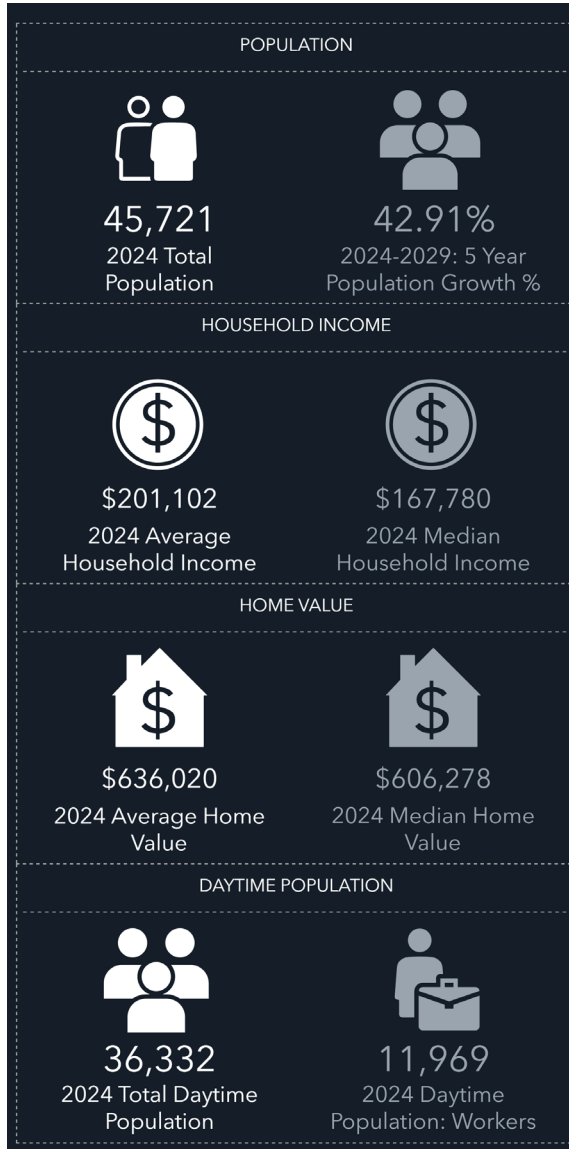 POPULATION
45,721
2024 Total
Population
42.91%
2024-2029: 5 Year
Population Growth %
HOUSEHOLD INCOME
$
$201,102
2024 Average
Household Income
$
$167,780
2024 Median
Household Income
HOME VALUE
$
$636,020
2024 Average Home
Value
$
$606,278
2024 Median Home
Value
DAYTIME POPULATION
36,332
2024 Total Daytime
Population
11,969
2024 Daytime
Population: Workers